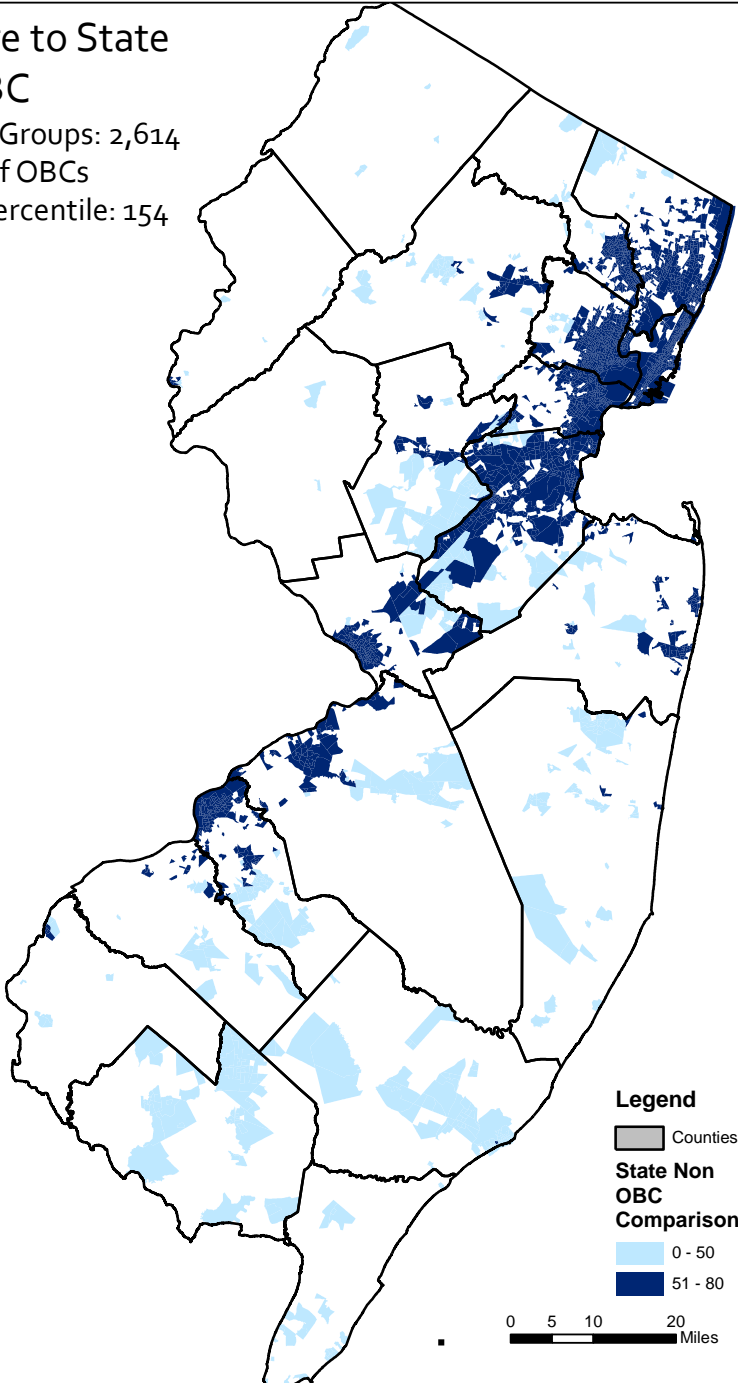 re to State
BC
Groups: 2,614
f OBCs
ercentile: 154
Legend
Counties
State Non
OBC
Comparison
0 - 50
51 - 80
0 5 10 20
Miles